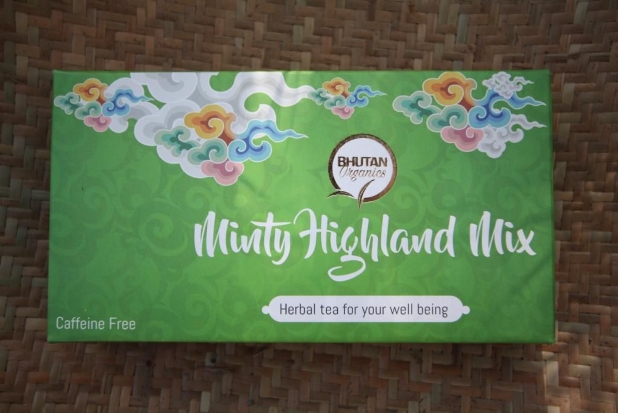 BHUTAN
Organics
Minty Highland Mix
Herbal tea for your well being
Caffeine Free